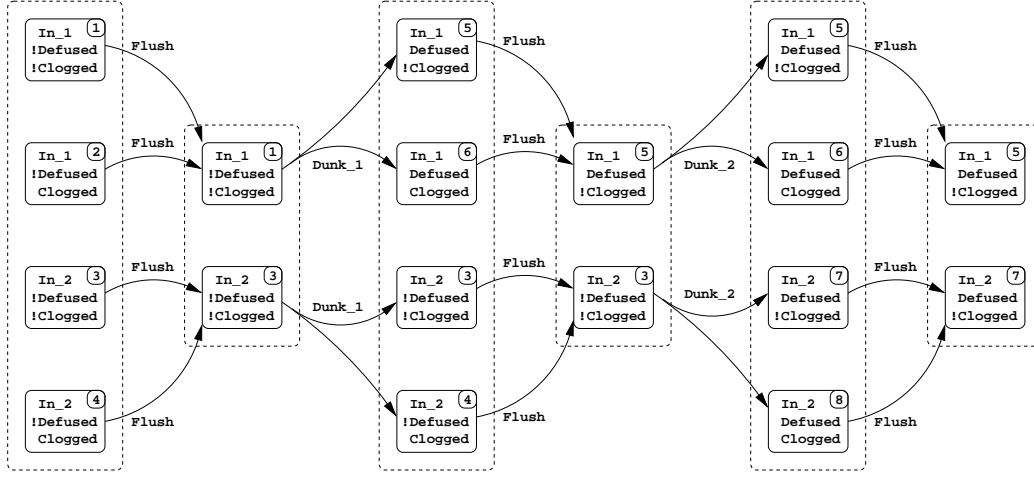 In_1 1
!Defused
!Clogged
Flush
In_1 5
Defused
!Clogged
Flush
In_1 5
Defused
!Clogged
Flush
In_1 2
!Defused
Clogged
Flush
In_1 1
!Defused
!Clogged
Dunk_1
In_1 6
Defused
Clogged
Flush
In_1 5
Defused
!Clogged
Dunk_2
In_1 6
Defused
Clogged
Flush
In_1 5
Defused
!Clogged
In_2 3
!Defused
!Clogged
Flush
In_2 3
!Defused
!Clogged
Dunk_1
In_2 3
!Defused
!Clogged
Flush
In_2 3
!Defused
!Clogged
Dunk_2
In_2 7
Defused
!Clogged
Flush
In_2 7
Defused
!Clogged
In_2 4
!Defused
Clogged
Flush
In_2 4
!Defused
Clogged
Flush
In_2 8
Defused
Clogged
Flush